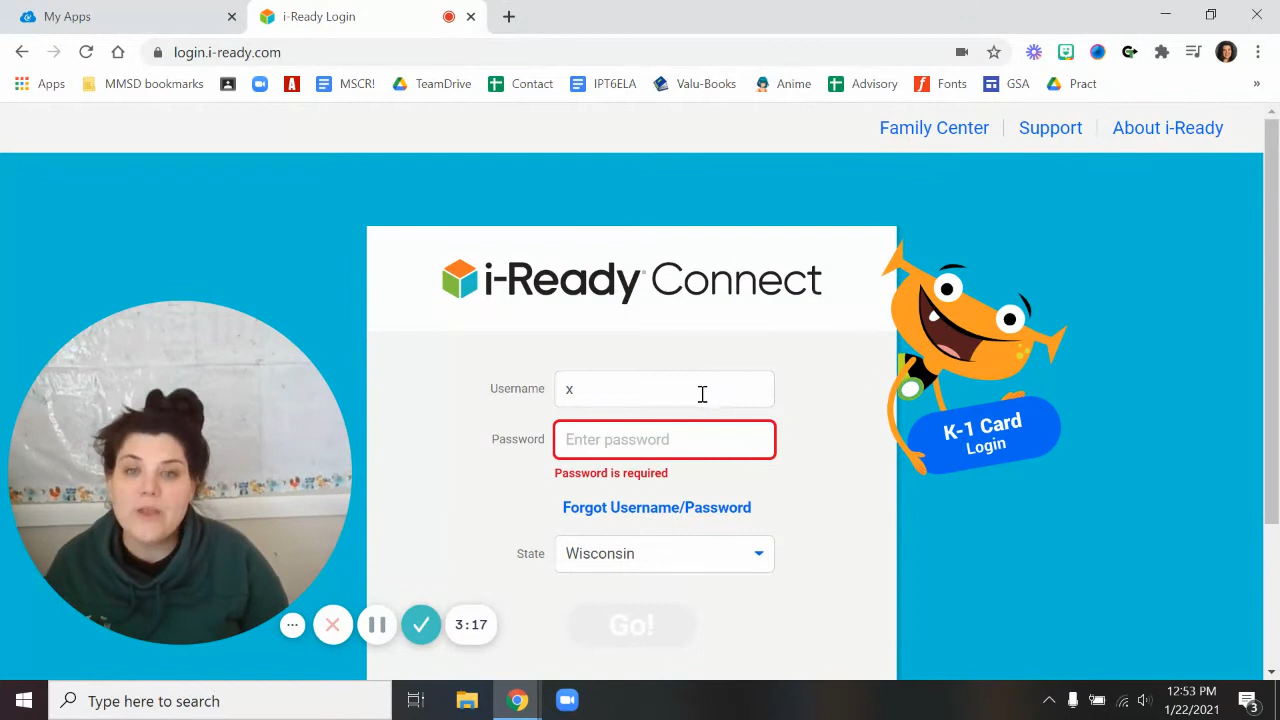 My Apps
i-Ready Login
login.i-ready.com
Apps
MMSD bookmarks
MSCR!
TeamDrive
Contact
IPT6ELA
Valu-Books
Anime
Advisory
Fonts
GSA
Pract
Family Center
Support
About i-Ready
i-Ready Connect
Username
x
Password
Enter password
Password is required
Forgot Username/Password
State
Wisconsin
Go!
K-1 Card
Login
3:17
Type here to search
12:53 PM
1/22/2021
3